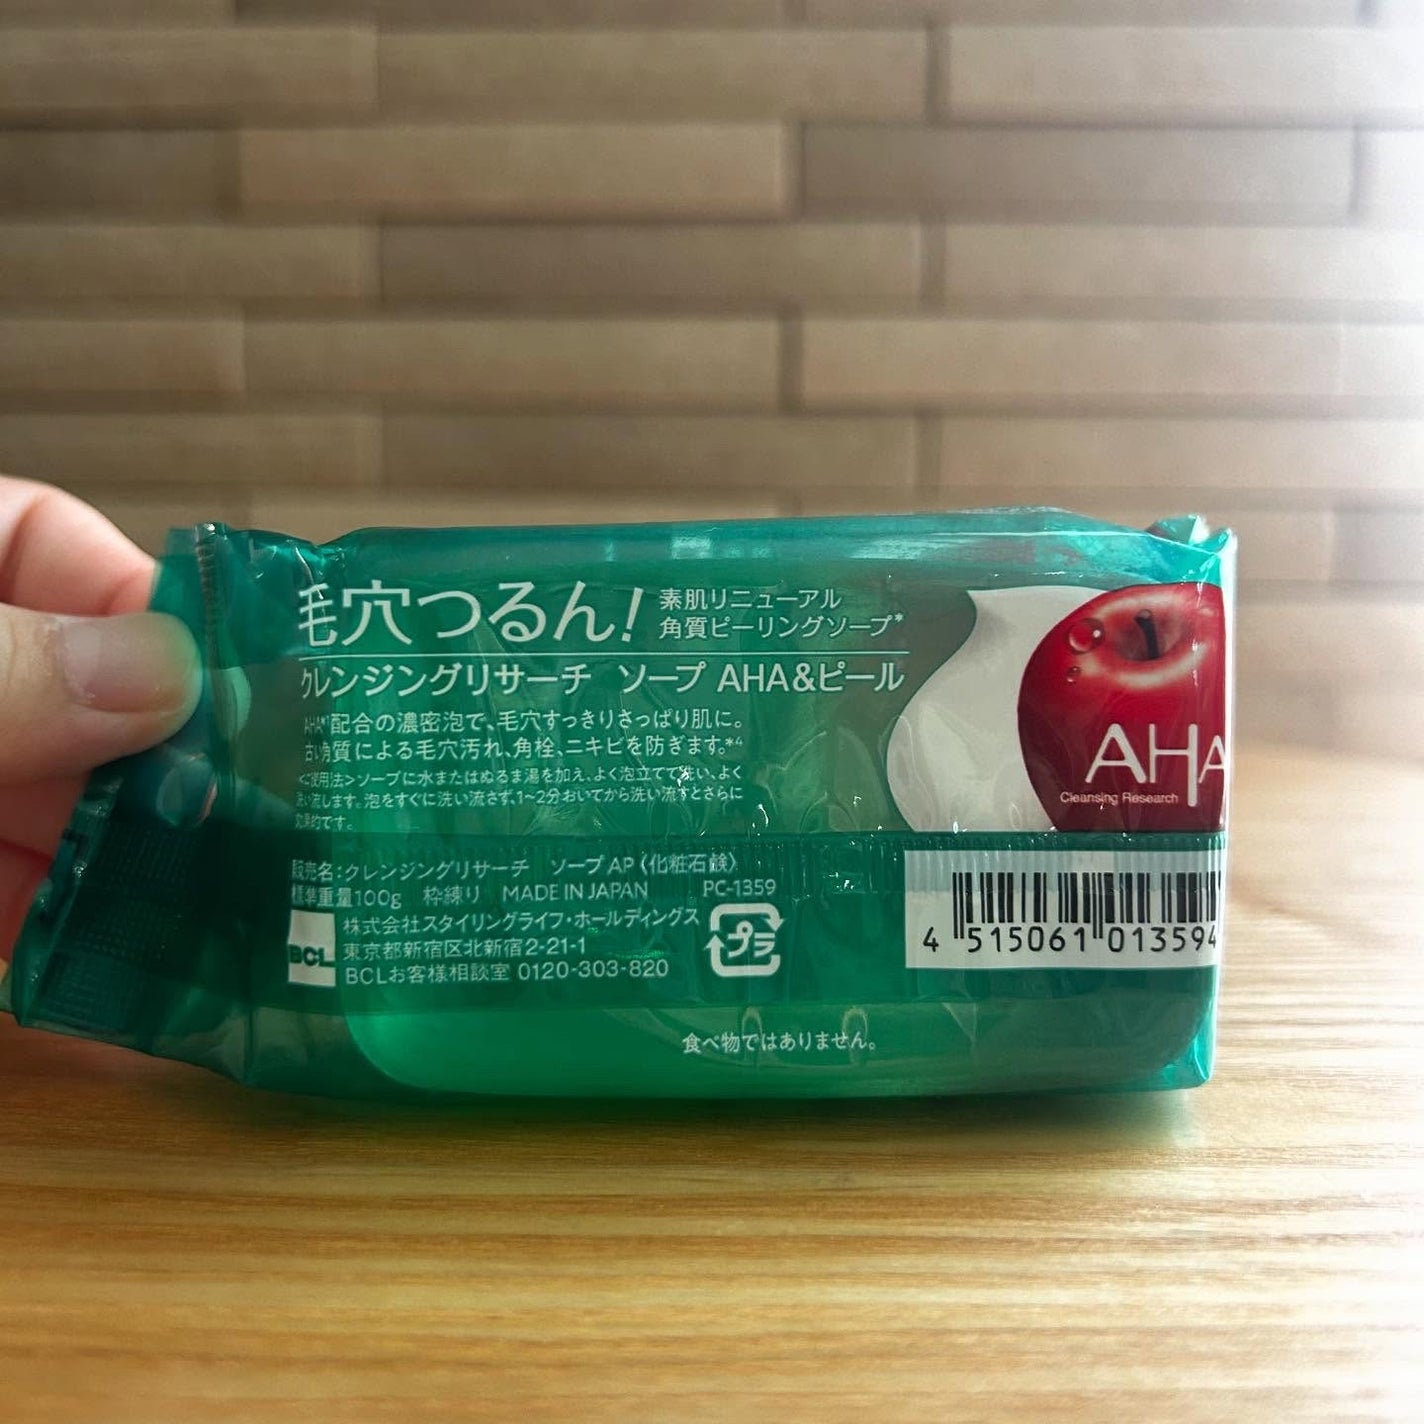 毛穴つるん!
素肌リニューアル
角質ピーリングソープ*
クレンジングリサーチ ソープ AHA&ピール
AHA*¹配合の濃密泡で、毛穴すっきりさっぱり肌に。
古い角質による毛穴汚れ、角栓、ニキビを防ぎます。*⁴
<ご使用法>ソープに水またはぬるま湯を加え、よく泡立てて洗い、よく
洗い流します。泡をすぐに洗い流さず、1~2分おいてから洗い流すとさらに
効果的です。
販売名:クレンジングリサーチ ソープAP〈化粧石鹸〉
標準重量100g 枠練り MADE IN JAPAN PC-1359
BCL
株式会社スタイリングライフ・ホールディングス
東京都新宿区北新宿2-21-1
BCLお客様相談室 0120-303-820
プラ
食べ物ではありません。
AHA
Cleansing Research
4 515061 013594